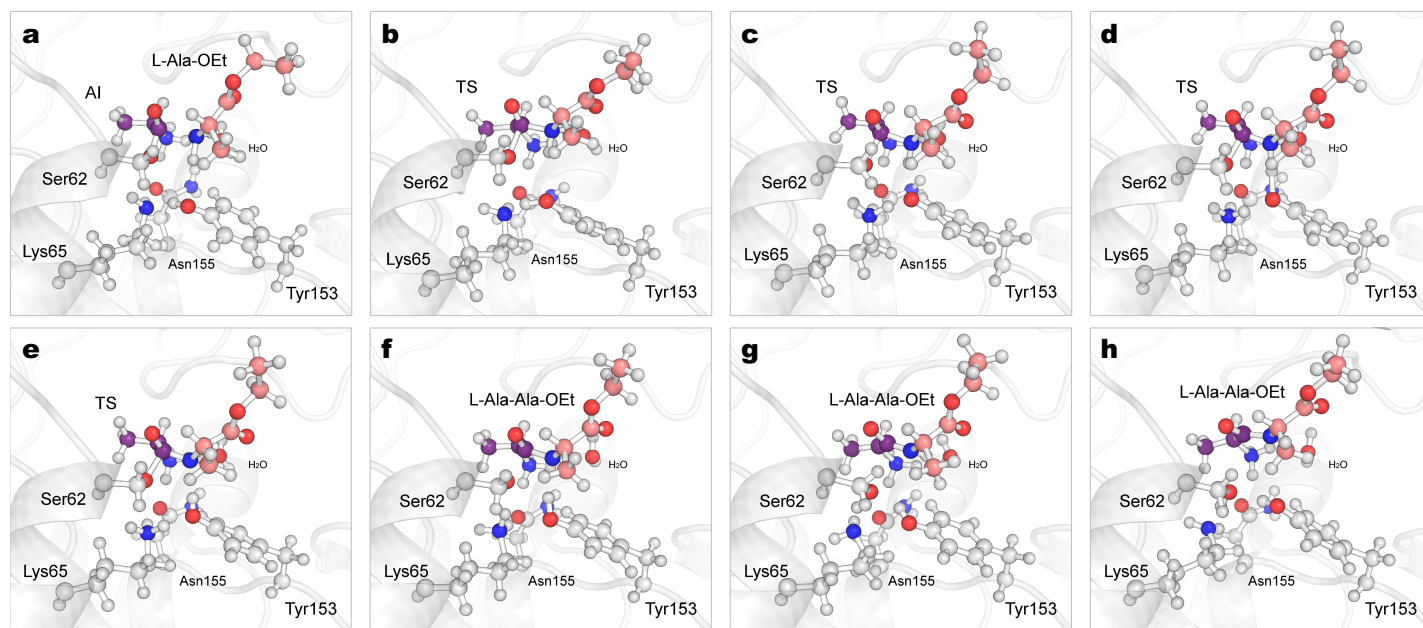 a
L-Ala-OEt
AI
H₂O
Ser62
Lys65
Asn155
Tyr153
b
TS
H₂O
Ser62
Lys65
Asn155
Tyr153
c
TS
H₂O
Ser62
Lys65
Asn155
Tyr153
d
TS
H₂O
Ser62
Lys65
Asn155
Tyr153
e
TS
H₂O
Ser62
Lys65
Asn155
Tyr153
f
L-Ala-Ala-OEt
H₂O
Ser62
Lys65
Asn155
Tyr153
g
L-Ala-Ala-OEt
H₂O
Ser62
Lys65
Asn155
Tyr153
h
L-Ala-Ala-OEt
H₂O
Ser62
Lys65
Asn155
Tyr153